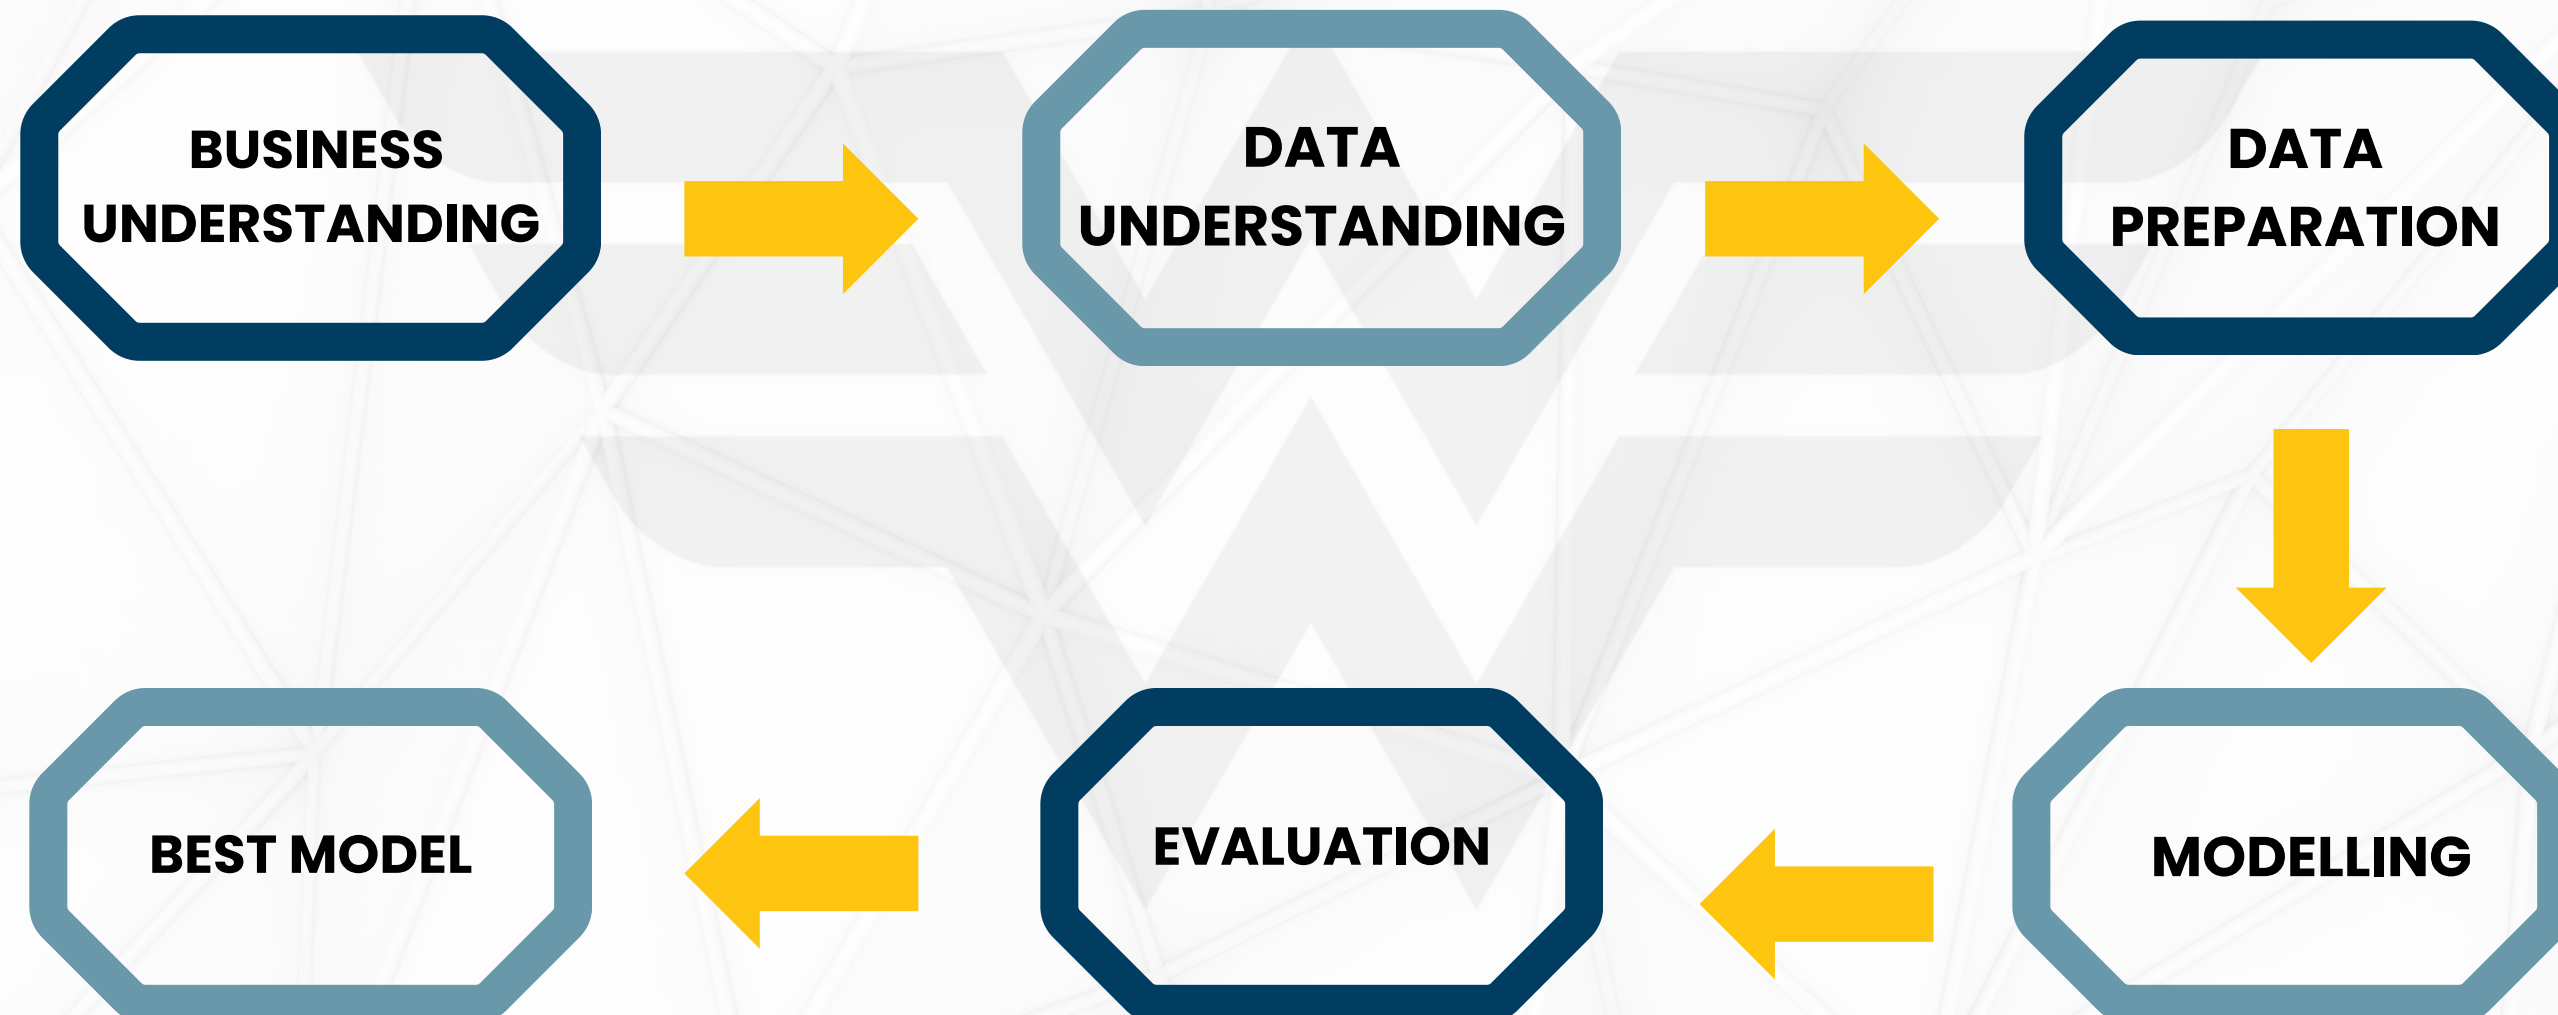 BUSINESS
UNDERSTANDING
DATA
UNDERSTANDING
DATA
PREPARATION
MODELLING
EVALUATION
BEST MODEL